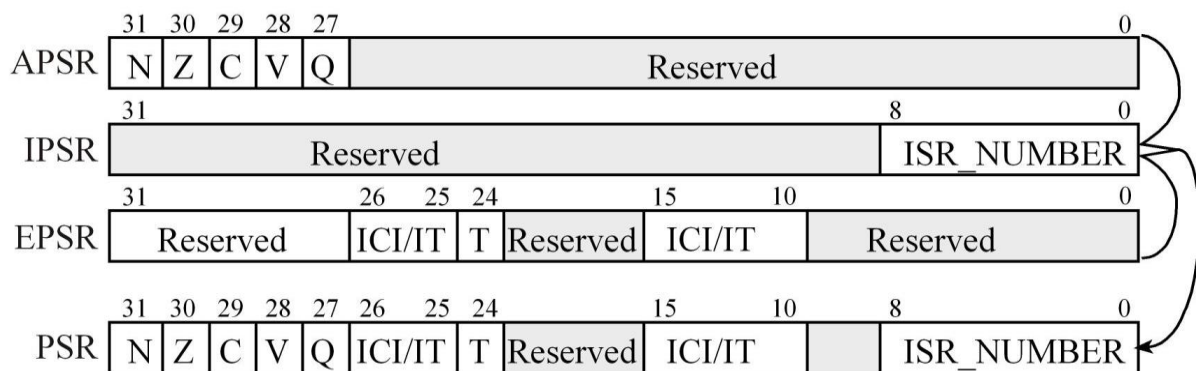 31 30 29 28 27 0
APSR N Z C V Q Reserved
31 8 0
IPSR Reserved ISR_NUMBER
31 26 25 24 15 10 0
EPSR Reserved ICI/IT T Reserved ICI/IT Reserved
31 30 29 28 27 26 25 24 15 10 8 0
PSR N Z C V Q ICI/IT T Reserved ICI/IT ISR_NUMBER